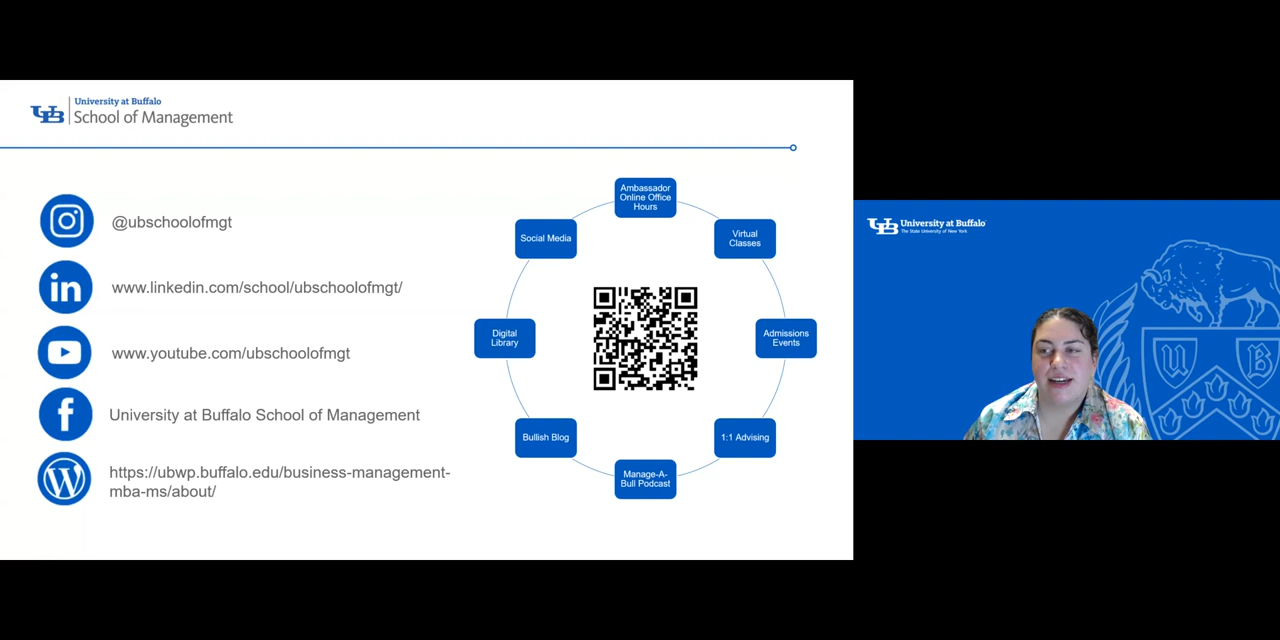 University at Buffalo
School of Management
@ubschoolofmgt
www.linkedin.com/school/ubschoolofmgt/
www.youtube.com/ubschoolofmgt
University at Buffalo School of Management
https://ubwp.buffalo.edu/business-management-
mba-ms/about/
Ambassador
Online Office
Hours
Virtual
Classes
Admissions
Events
1:1 Advising
Manage-A-
Bull Podcast
Bullish Blog
Digital
Library
Social Media
University at Buffalo
The State University of New York
U B